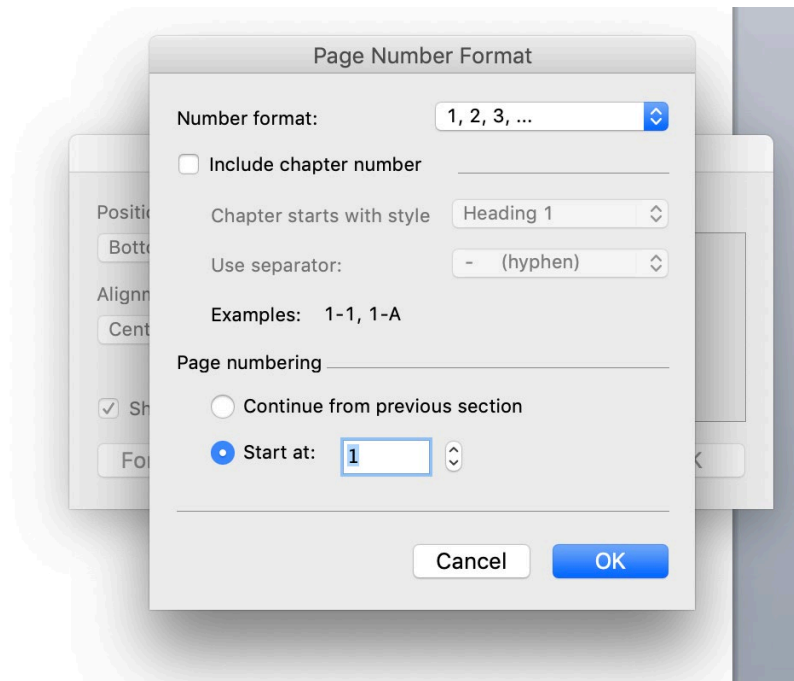 Page Number Format
Number format: 1, 2, 3, ...
Include chapter number
Chapter starts with style Heading 1
Use separator: - (hyphen)
Examples: 1-1, 1-A
Page numbering
Continue from previous section
Start at: 1
Cancel OK